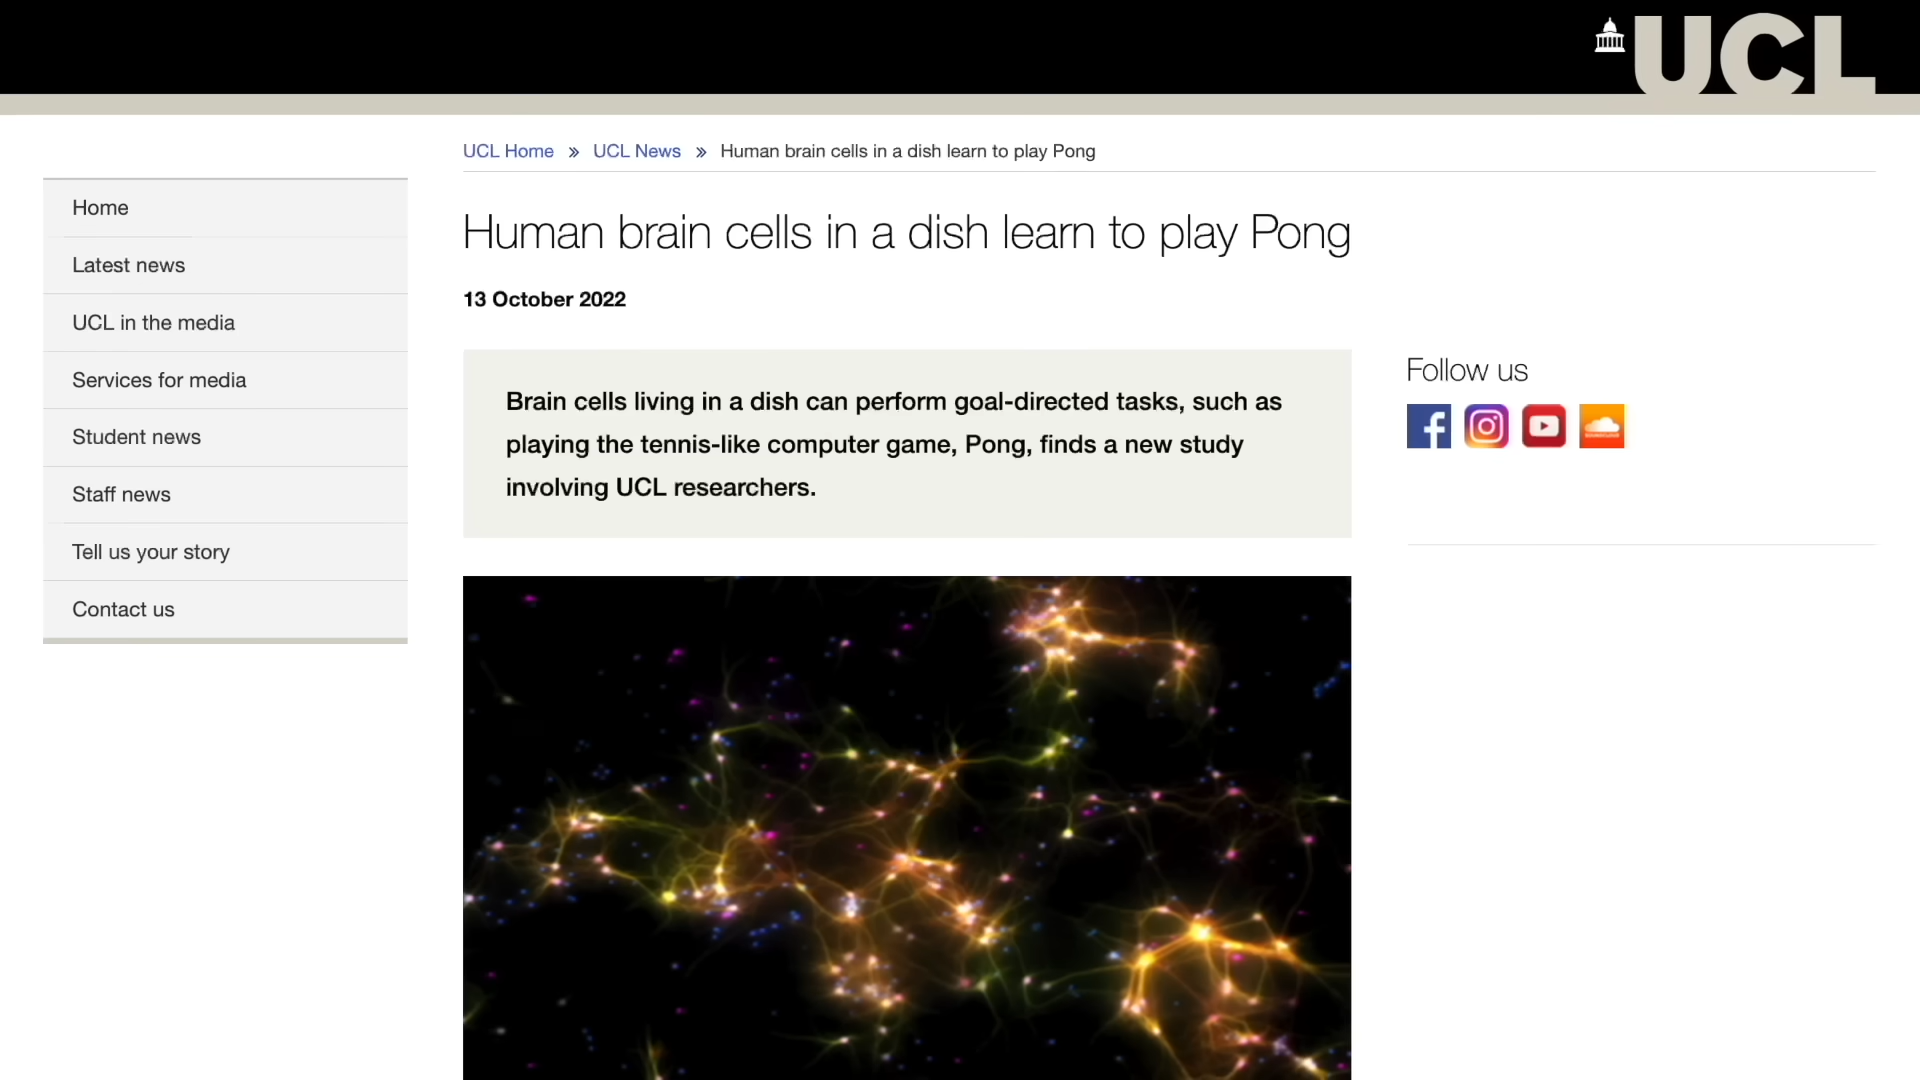 UCL
UCL Home » UCL News » Human brain cells in a dish learn to play Pong
Home
Latest news
UCL in the media
Services for media
Student news
Staff news
Tell us your story
Contact us
Human brain cells in a dish learn to play Pong
13 October 2022
Brain cells living in a dish can perform goal-directed tasks, such as
playing the tennis-like computer game, Pong, finds a new study
involving UCL researchers.
Follow us